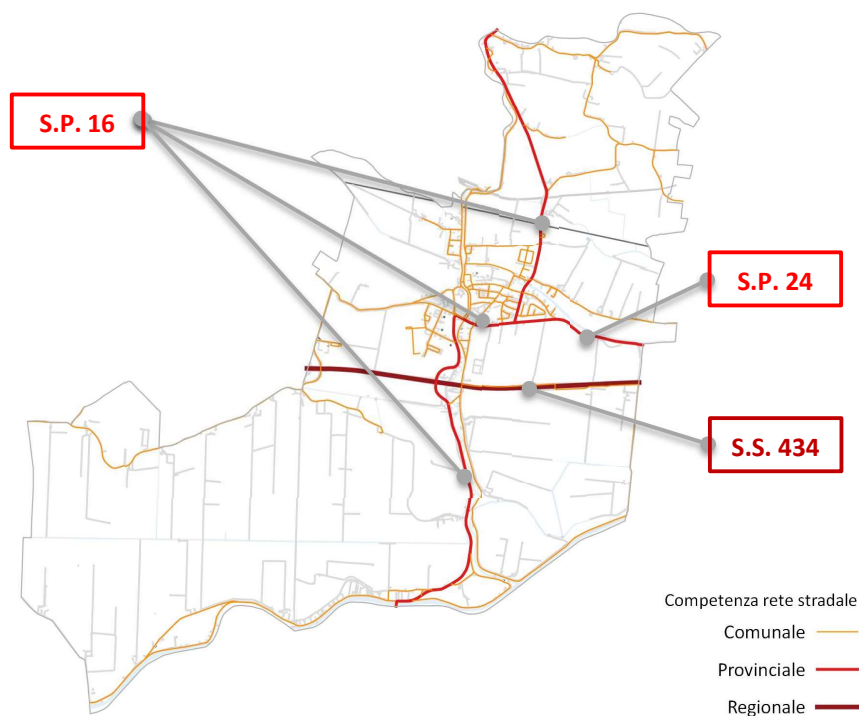 S.P. 16
S.P. 24
S.S. 434
Competenza rete stradale
Comunale
Provinciale
Regionale